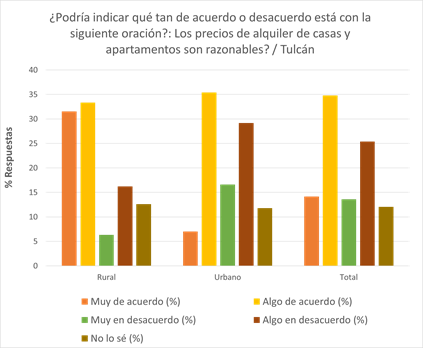 ¿Podría indicar qué tan de acuerdo o desacuerdo está con la
siguiente oración?: Los precios de alquiler de casas y
apartamentos son razonables? / Tulcán
% Respuestas
40
35
30
25
20
15
10
5
0
Rural
Urbano
Total
Muy de acuerdo (%)
Algo de acuerdo (%)
Muy en desacuerdo (%)
Algo en desacuerdo (%)
No lo sé (%)